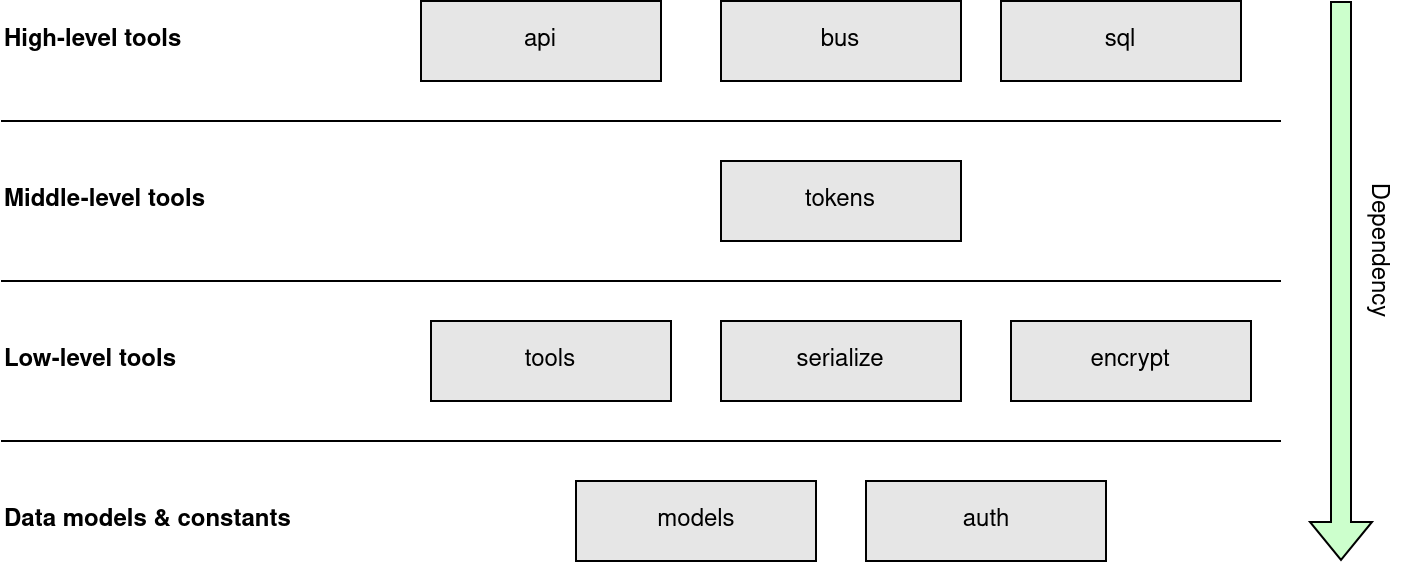 High-level tools
api
bus
sql
Middle-level tools
tokens
Dependency
Low-level tools
tools
serialize
encrypt
Data models & constants
models
auth